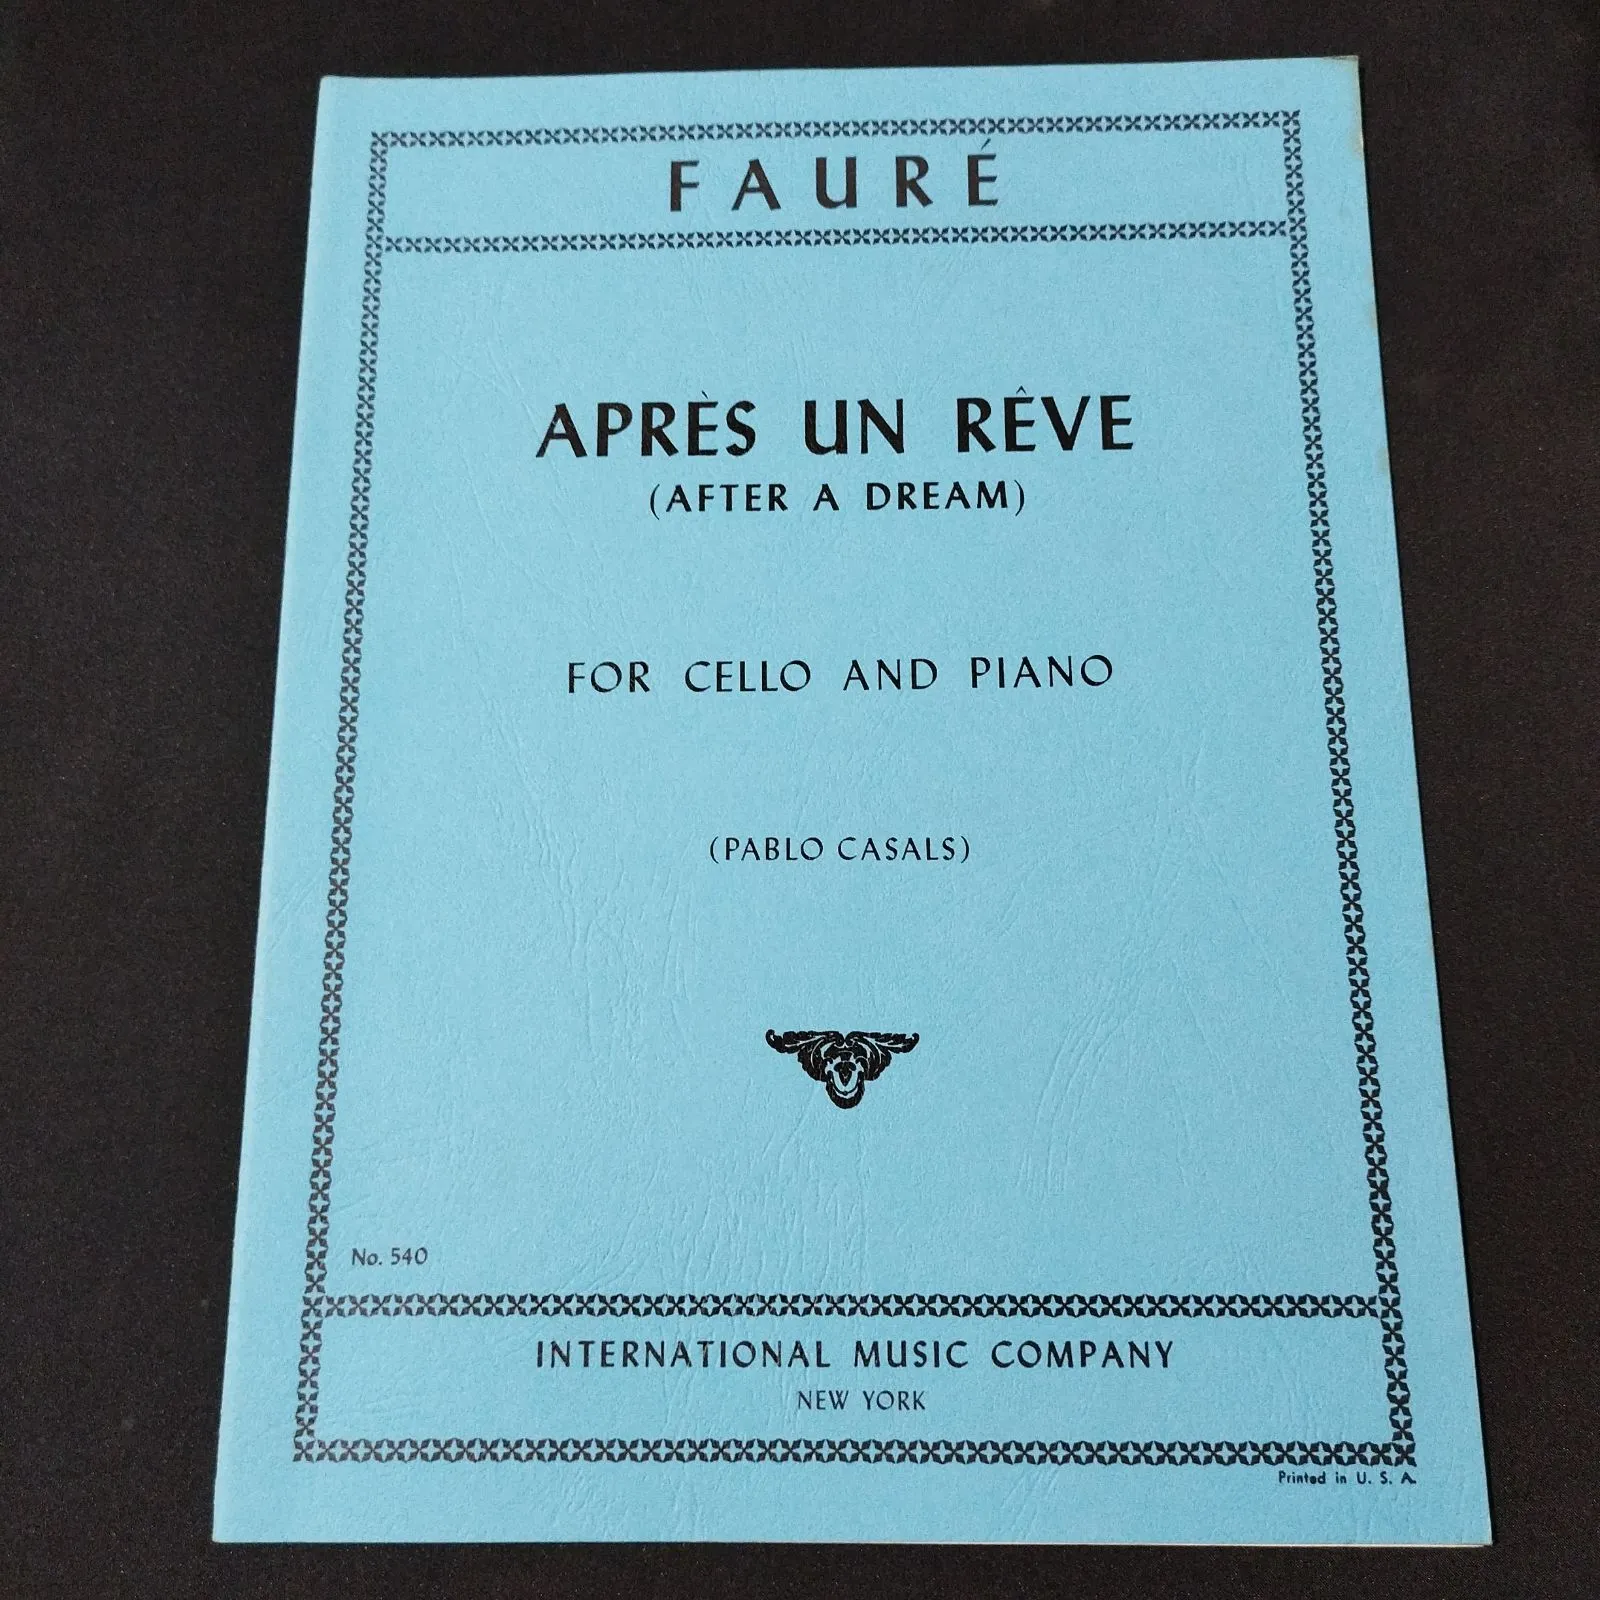 FAURÉ
APRÈS UN RÊVE
(AFTER A DREAM)
FOR CELLO AND PIANO
(PABLO CASALS)
No. 540
INTERNATIONAL MUSIC COMPANY
NEW YORK
Printed in U. S. A.